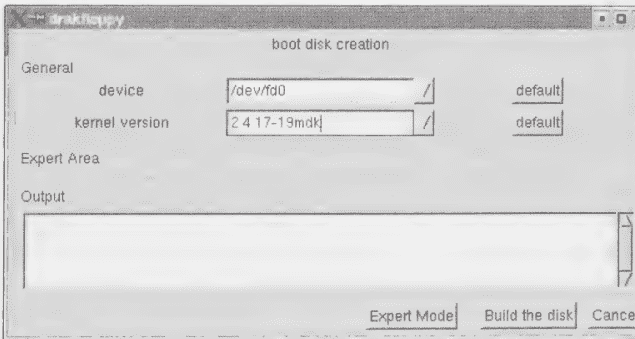 drakfloppy
boot disk creation
General
device /dev/fd0 default
kernel version 2 4 17-19mdk default
Expert Area
Output
Expert Mode Build the disk Cance